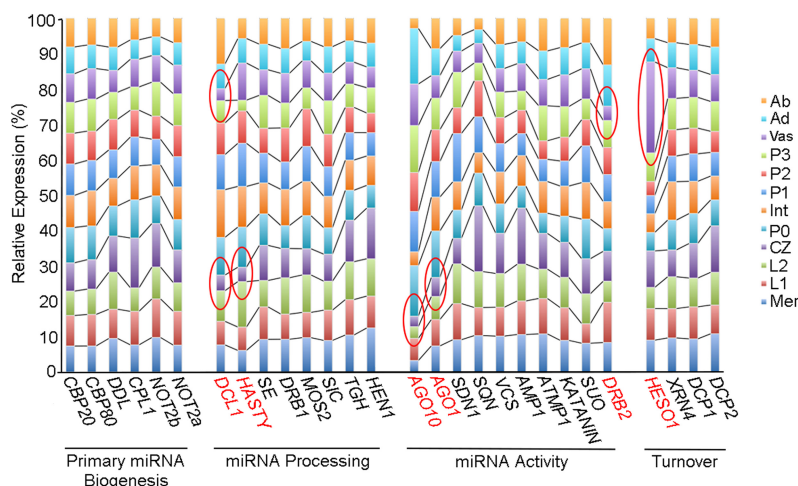 Relative Expression (%)
100
90
80
70
60
50
40
30
20
10
0
CBP20
CBP80
DDL
CPL1
NOT2b
NOT2a
DCL1
HASTY
SE
DRB1
MOS2
SIC
TGH
HEN1
AGO10
AGO1
SDN1
SQN
VCS
AMP1
ATMP1
KATANIN
SUO
DRB2
HESO1
XRN4
DCP1
DCP2
Primary miRNA
Biogenesis
miRNA Processing
miRNA Activity
Turnover
Ab
Ad
Vas
P3
P2
P1
Int
P0
CZ
L2
L1
Mer